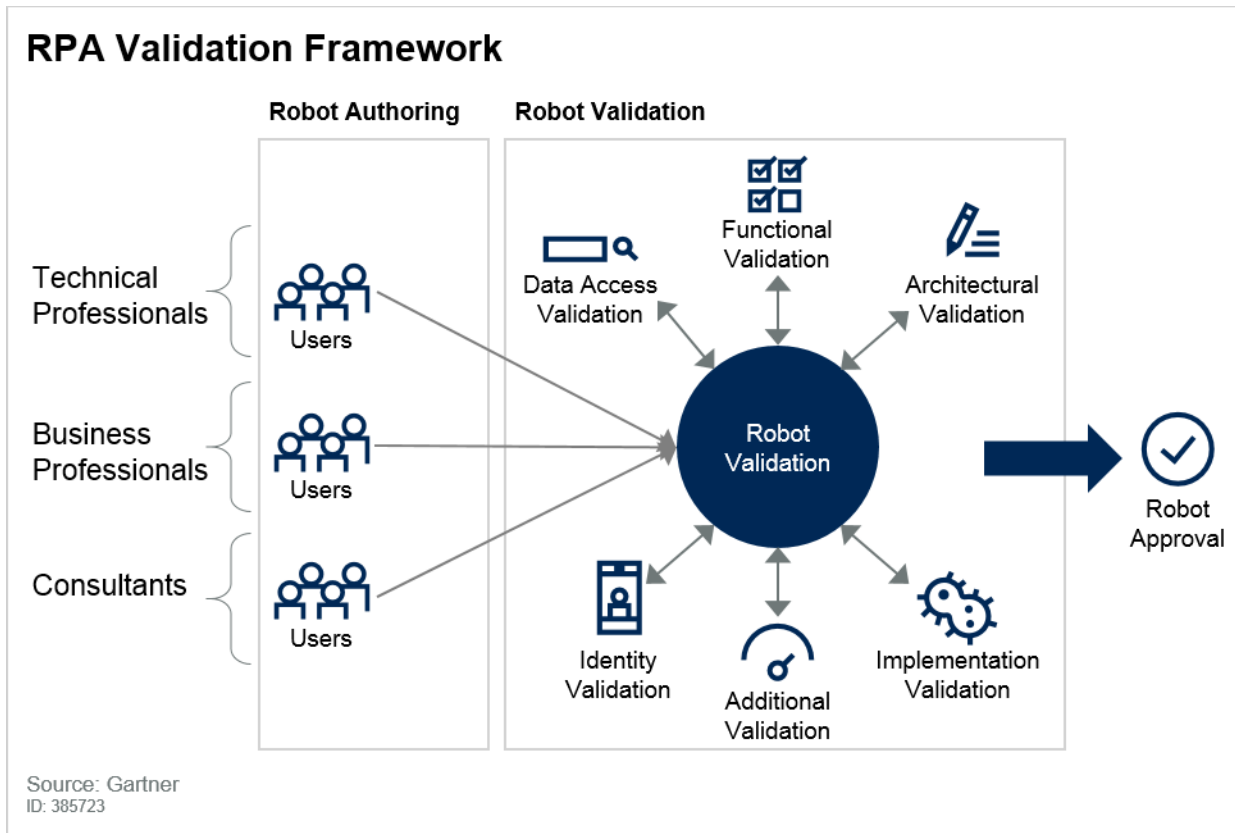 RPA Validation Framework
Robot Authoring
Robot Validation
Technical
Professionals
Users
Business
Professionals
Users
Consultants
Users
Functional
Validation
Data Access
Validation
Architectural
Validation
Robot
Validation
Identity
Validation
Additional
Validation
Implementation
Validation
Robot
Approval
Source: Gartner
ID: 385723